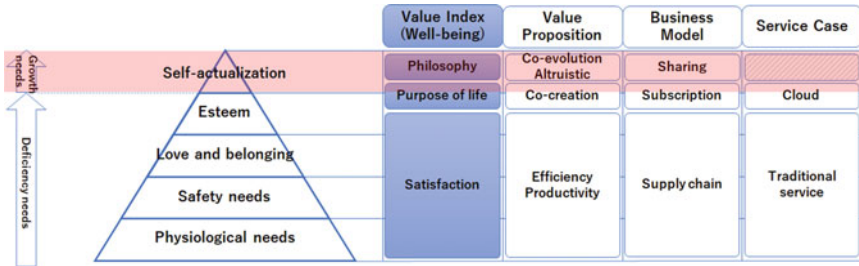 Value Index
(Well-being)
Value
Proposition
Business
Model
Service Case
Growth
needs
Self-actualization
Philosophy
Co-evolution
Altruistic
Sharing
Purpose of life
Co-creation
Subscription
Cloud
Esteem
Deficiency needs
Love and belonging
Satisfaction
Efficiency
Productivity
Supply chain
Traditional
service
Safety needs
Physiological needs